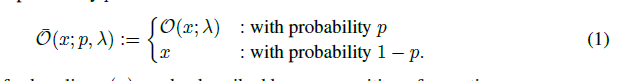 Ō(x; p, λ) := { O(x; λ) : with probability p
x : with probability 1 − p. (1)